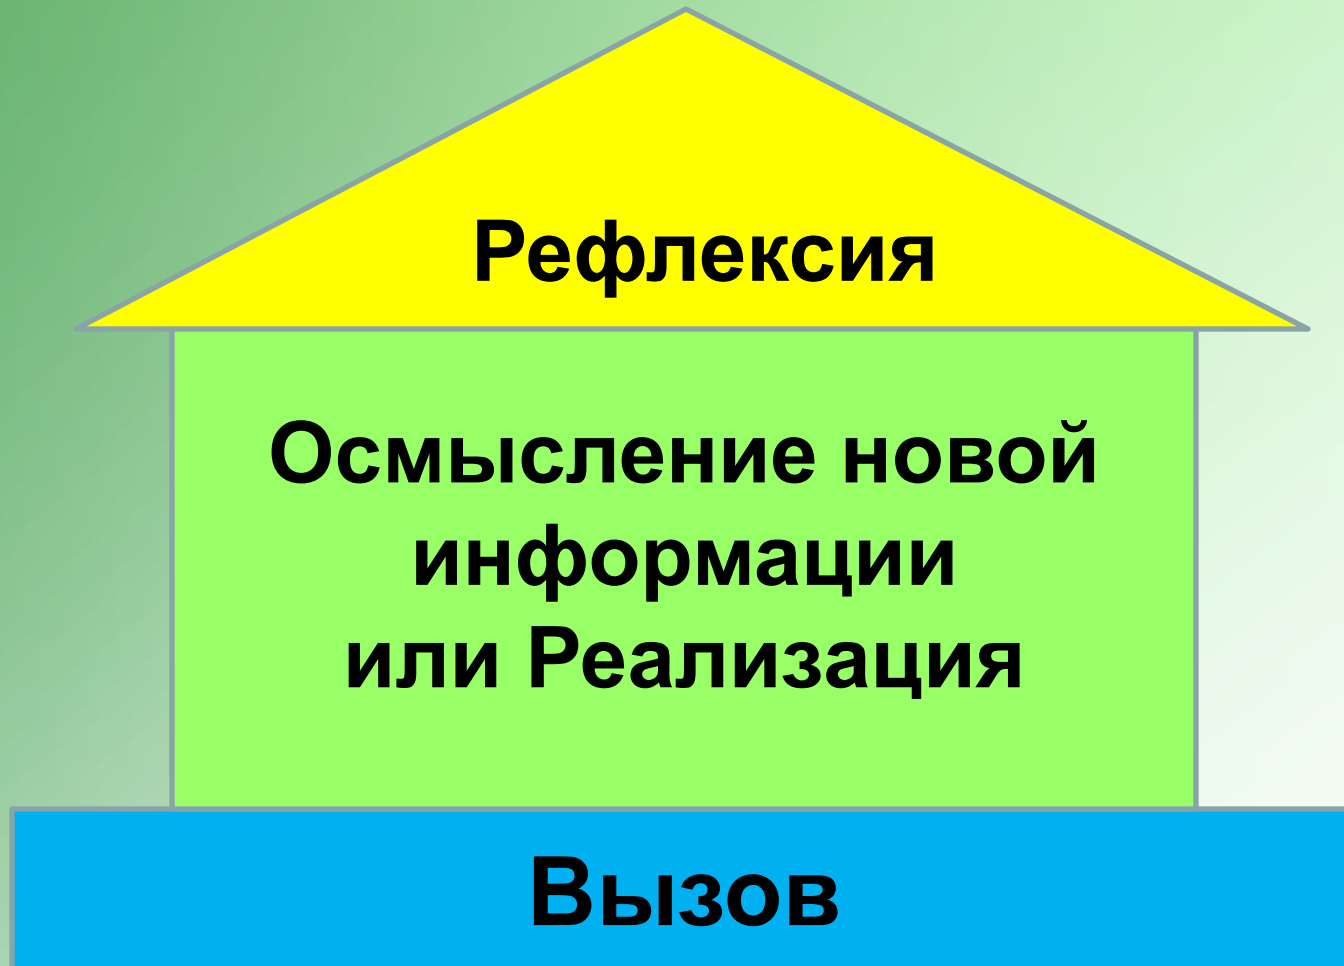 Рефлексия
Осмысление новой
информации
или Реализация
Вызов